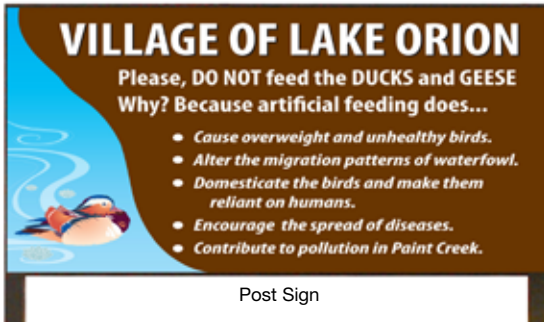 VILLAGE OF LAKE ORION
Please, DO NOT feed the DUCKS and GEESE
Why? Because artificial feeding does...
• Cause overweight and unhealthy birds.
• Alter the migration patterns of waterfowl.
• Domesticate the birds and make them
reliant on humans.
• Encourage the spread of diseases.
• Contribute to pollution in Paint Creek.
Post Sign